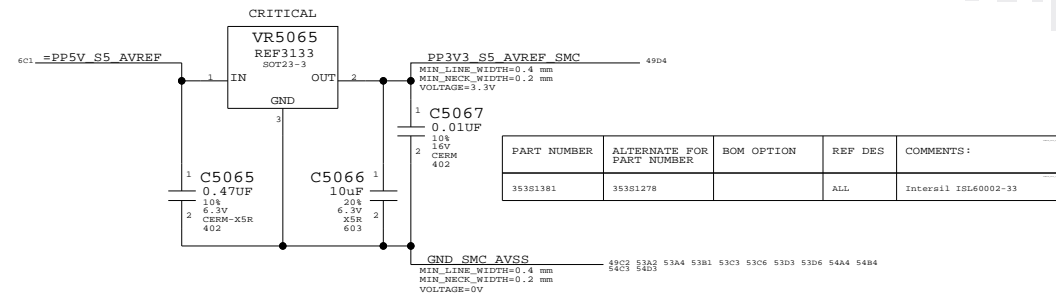 CRITICAL
VR5065
REF3133
SOT23-3
6C1 =PP5V_S5_AVREF
1 IN
OUT 2
GND
3
PP3V3_S5_AVREF_SMC 49D4
MIN_LINE_WIDTH=0.4 mm
MIN_NECK_WIDTH=0.2 mm
VOLTAGE=3.3V
1
C5067
0.01UF
10%
16V
CERM
402
2
1
C5065
0.47UF
10%
6.3V
CERM-X5R
402
2
C5066
10uF
20%
6.3V
X5R
603
1
2
PART NUMBER ALTERNATE FOR PART NUMBER BOM OPTION REF DES COMMENTS:
353S1381 353S1278 ALL Intersil ISL60002-33
GND_SMC_AVSS 49C2 53A2 53A4 53B1 53C3 53C6 53D3 53D6 54A4 54B4
54C3 54D3
MIN_LINE_WIDTH=0.4 mm
MIN_NECK_WIDTH=0.2 mm
VOLTAGE=0V